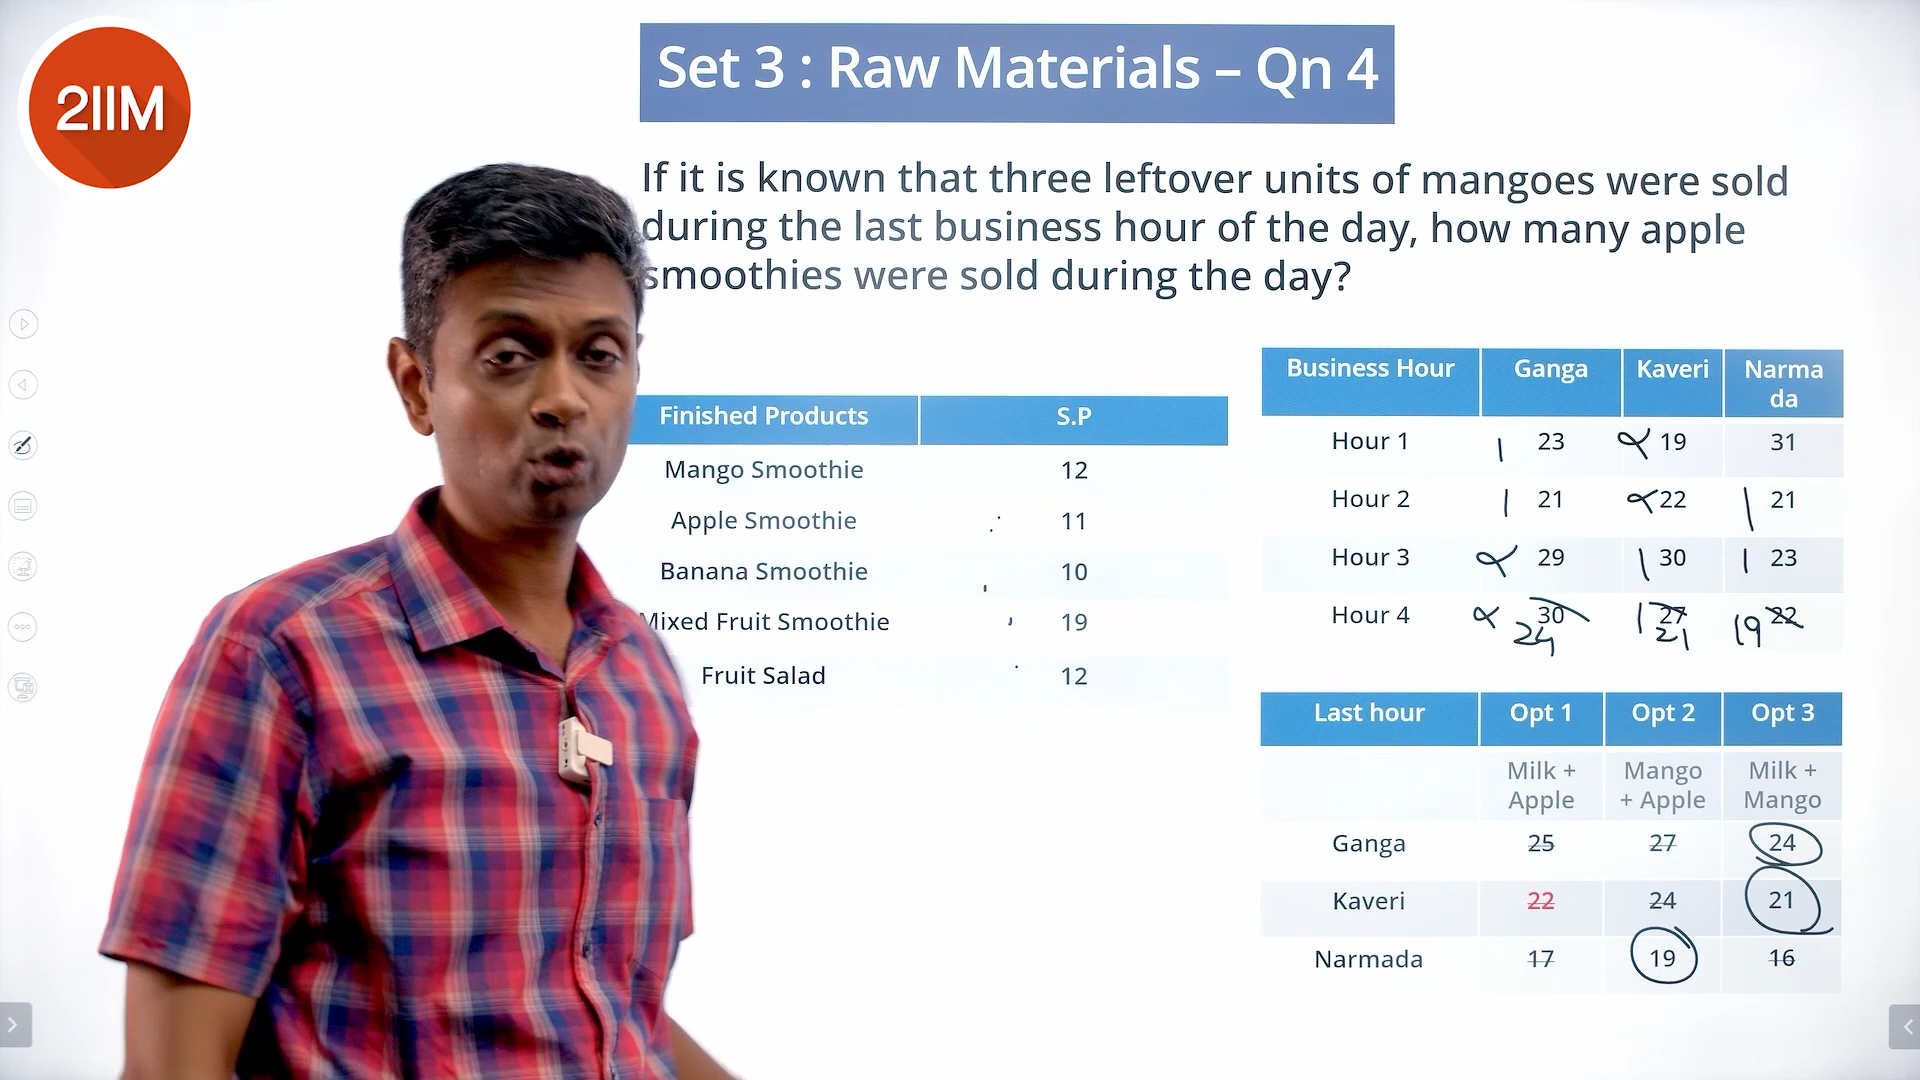 2IIM
Set 3 : Raw Materials – Qn 4
If it is known that three leftover units of mangoes were sold
during the last business hour of the day, how many apple
smoothies were sold during the day?
Finished Products S.P
Mango Smoothie 12
Apple Smoothie 11
Banana Smoothie 10
Mixed Fruit Smoothie 19
Fruit Salad 12
Business Hour Ganga Kaveri Narma
da
Hour 1 23 19 31
Hour 2 21 22 21
Hour 3 29 30 23
Hour 4 30 27 22
24 21 19
Last hour Opt 1 Opt 2 Opt 3
Milk + Mango Milk +
Apple + Apple Mango
Ganga 25 27 24
Kaveri 22 24 21
Narmada 17 19 16